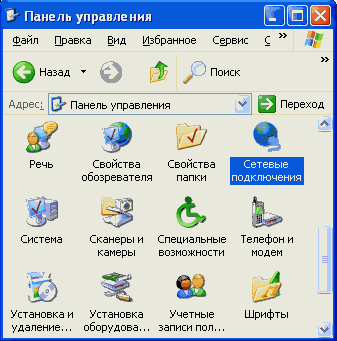 Панель управления
Файл Правка Вид Избранное Сервис С »
Назад Поиск »
Адрес: Панель управления Переход
Речь Свойства обозревателя Свойства папки Сетевые подключения
Система Сканеры и камеры Специальные возможности Телефон и модем
Установка и удаление... Установка оборудова... Учетные записи пол... Шрифты